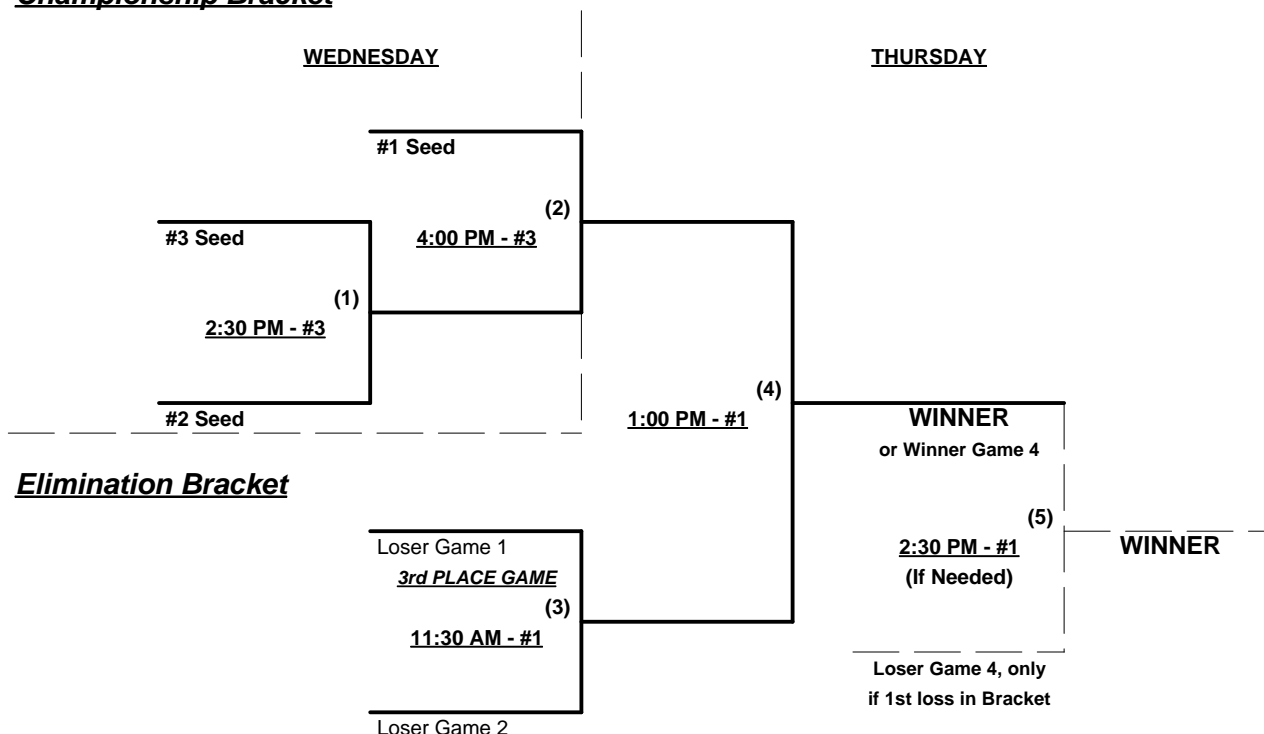 Championship Bracket
WEDNESDAY
THURSDAY
#1 Seed
(2)
4:00 PM - #3
#3 Seed
(1)
2:30 PM - #3
#2 Seed
(4)
1:00 PM - #1
WINNER
or Winner Game 4
Elimination Bracket
(5)
2:30 PM - #1
(If Needed)
WINNER
Loser Game 1
3rd PLACE GAME
(3)
11:30 AM - #1
Loser Game 4, only
if 1st loss in Bracket
Loser Game 2